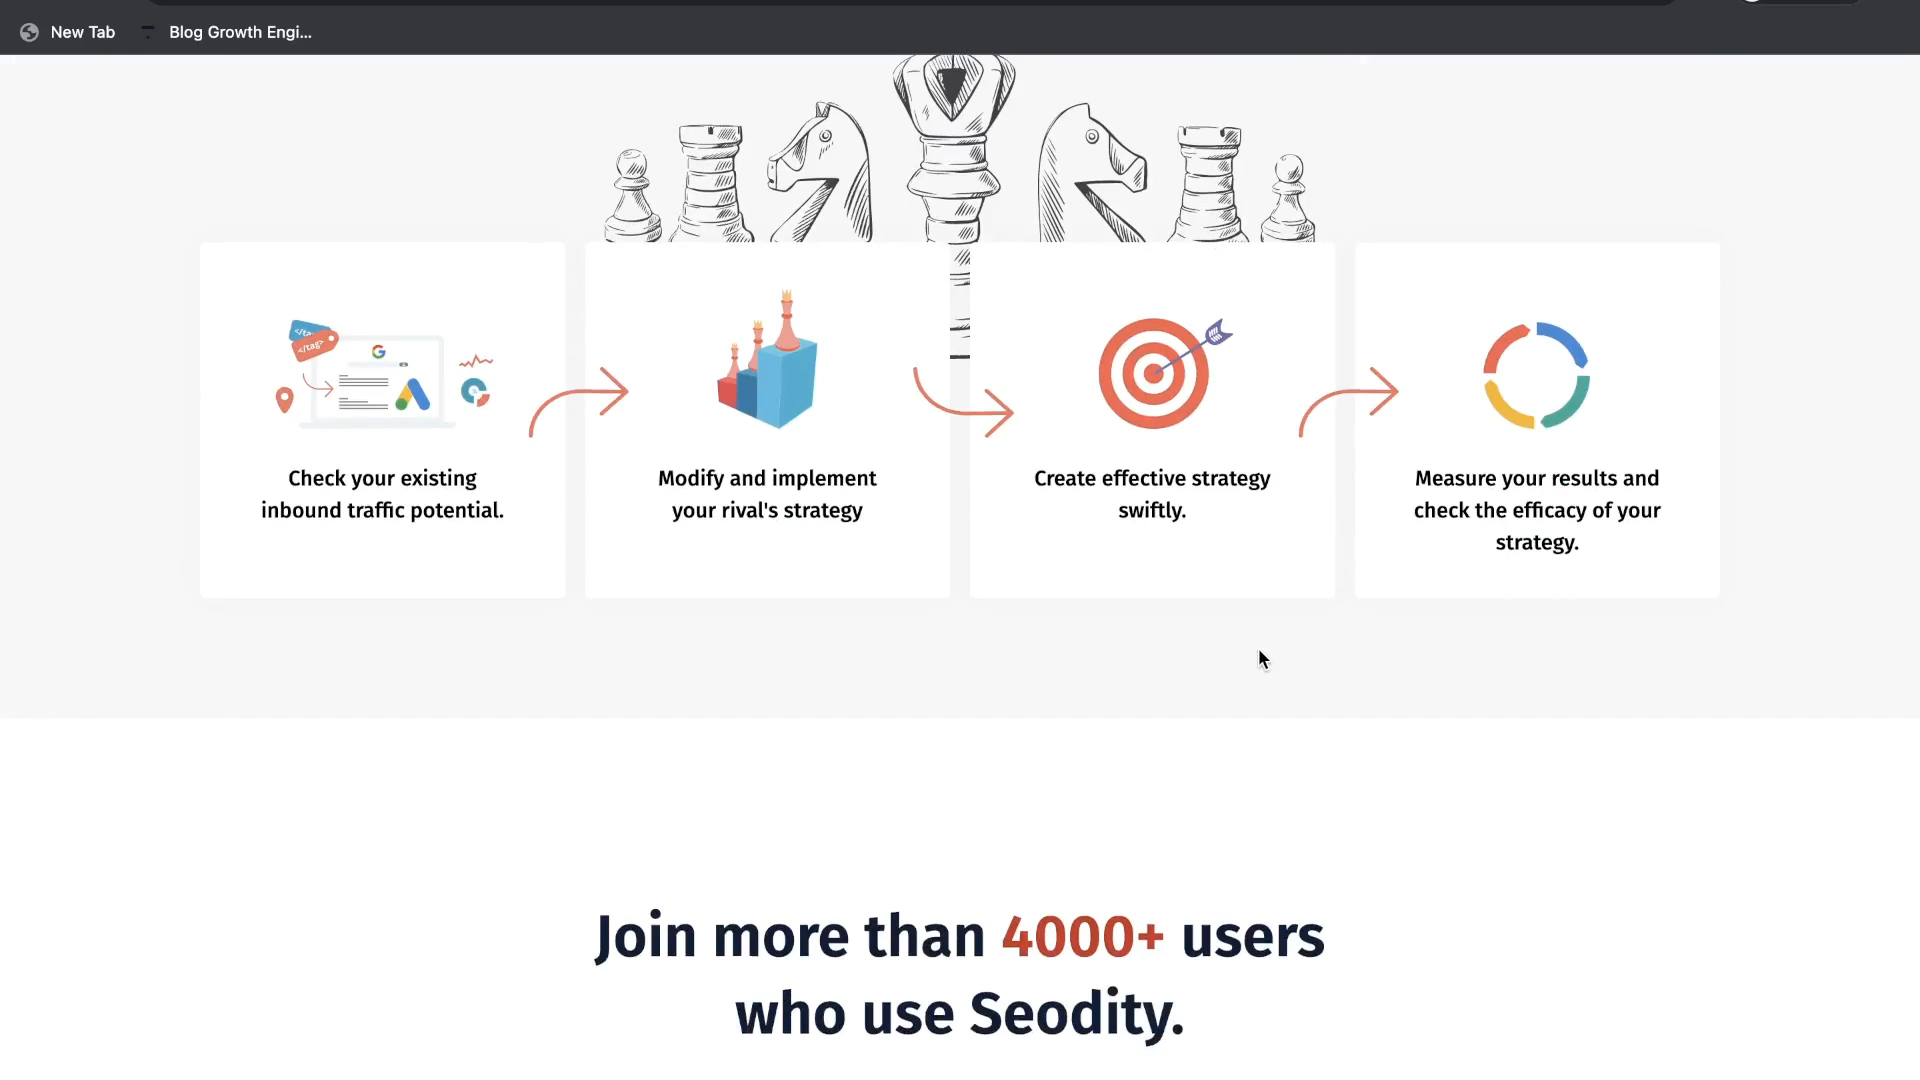 New Tab
Blog Growth Engi...
</ta
</tag>
G
Check your existing
inbound traffic potential.
Modify and implement
your rival's strategy
Create effective strategy
swiftly.
Measure your results and
check the efficacy of your
strategy.
Join more than 4000+ users
who use Seodity.